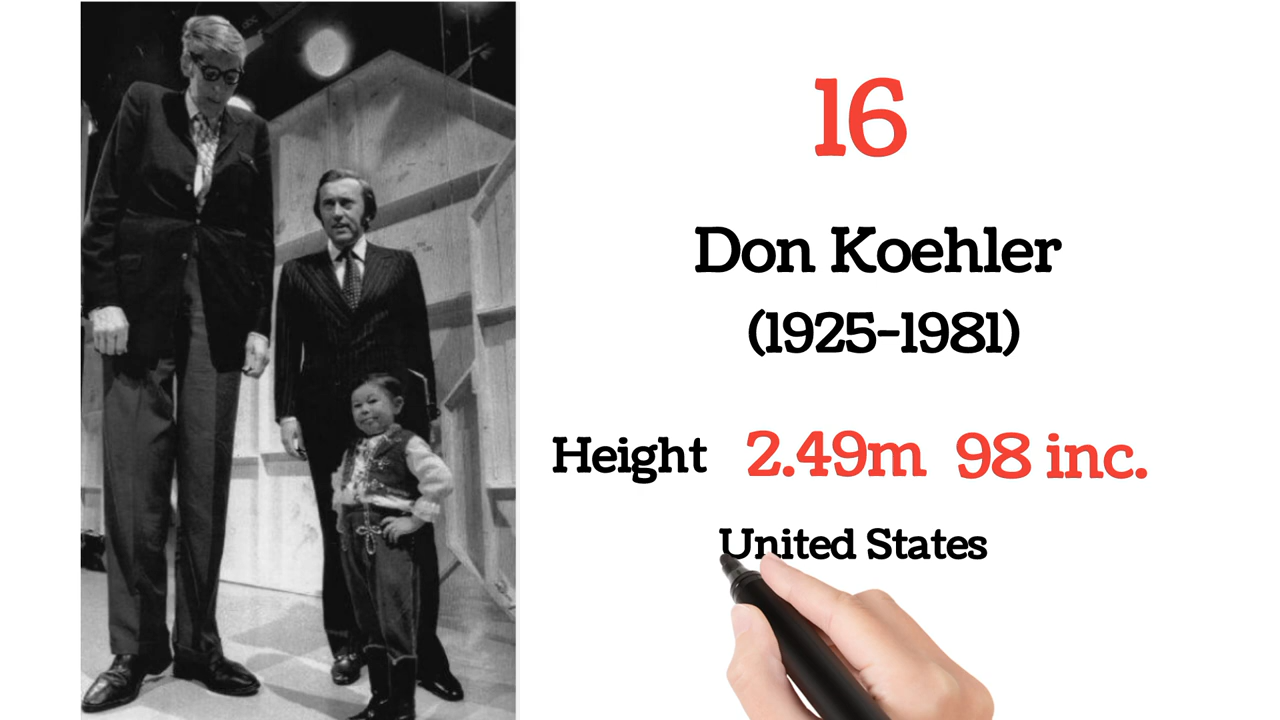 16
Don Koehler
(1925-1981)
Height 2.49m 98 inc.
United States